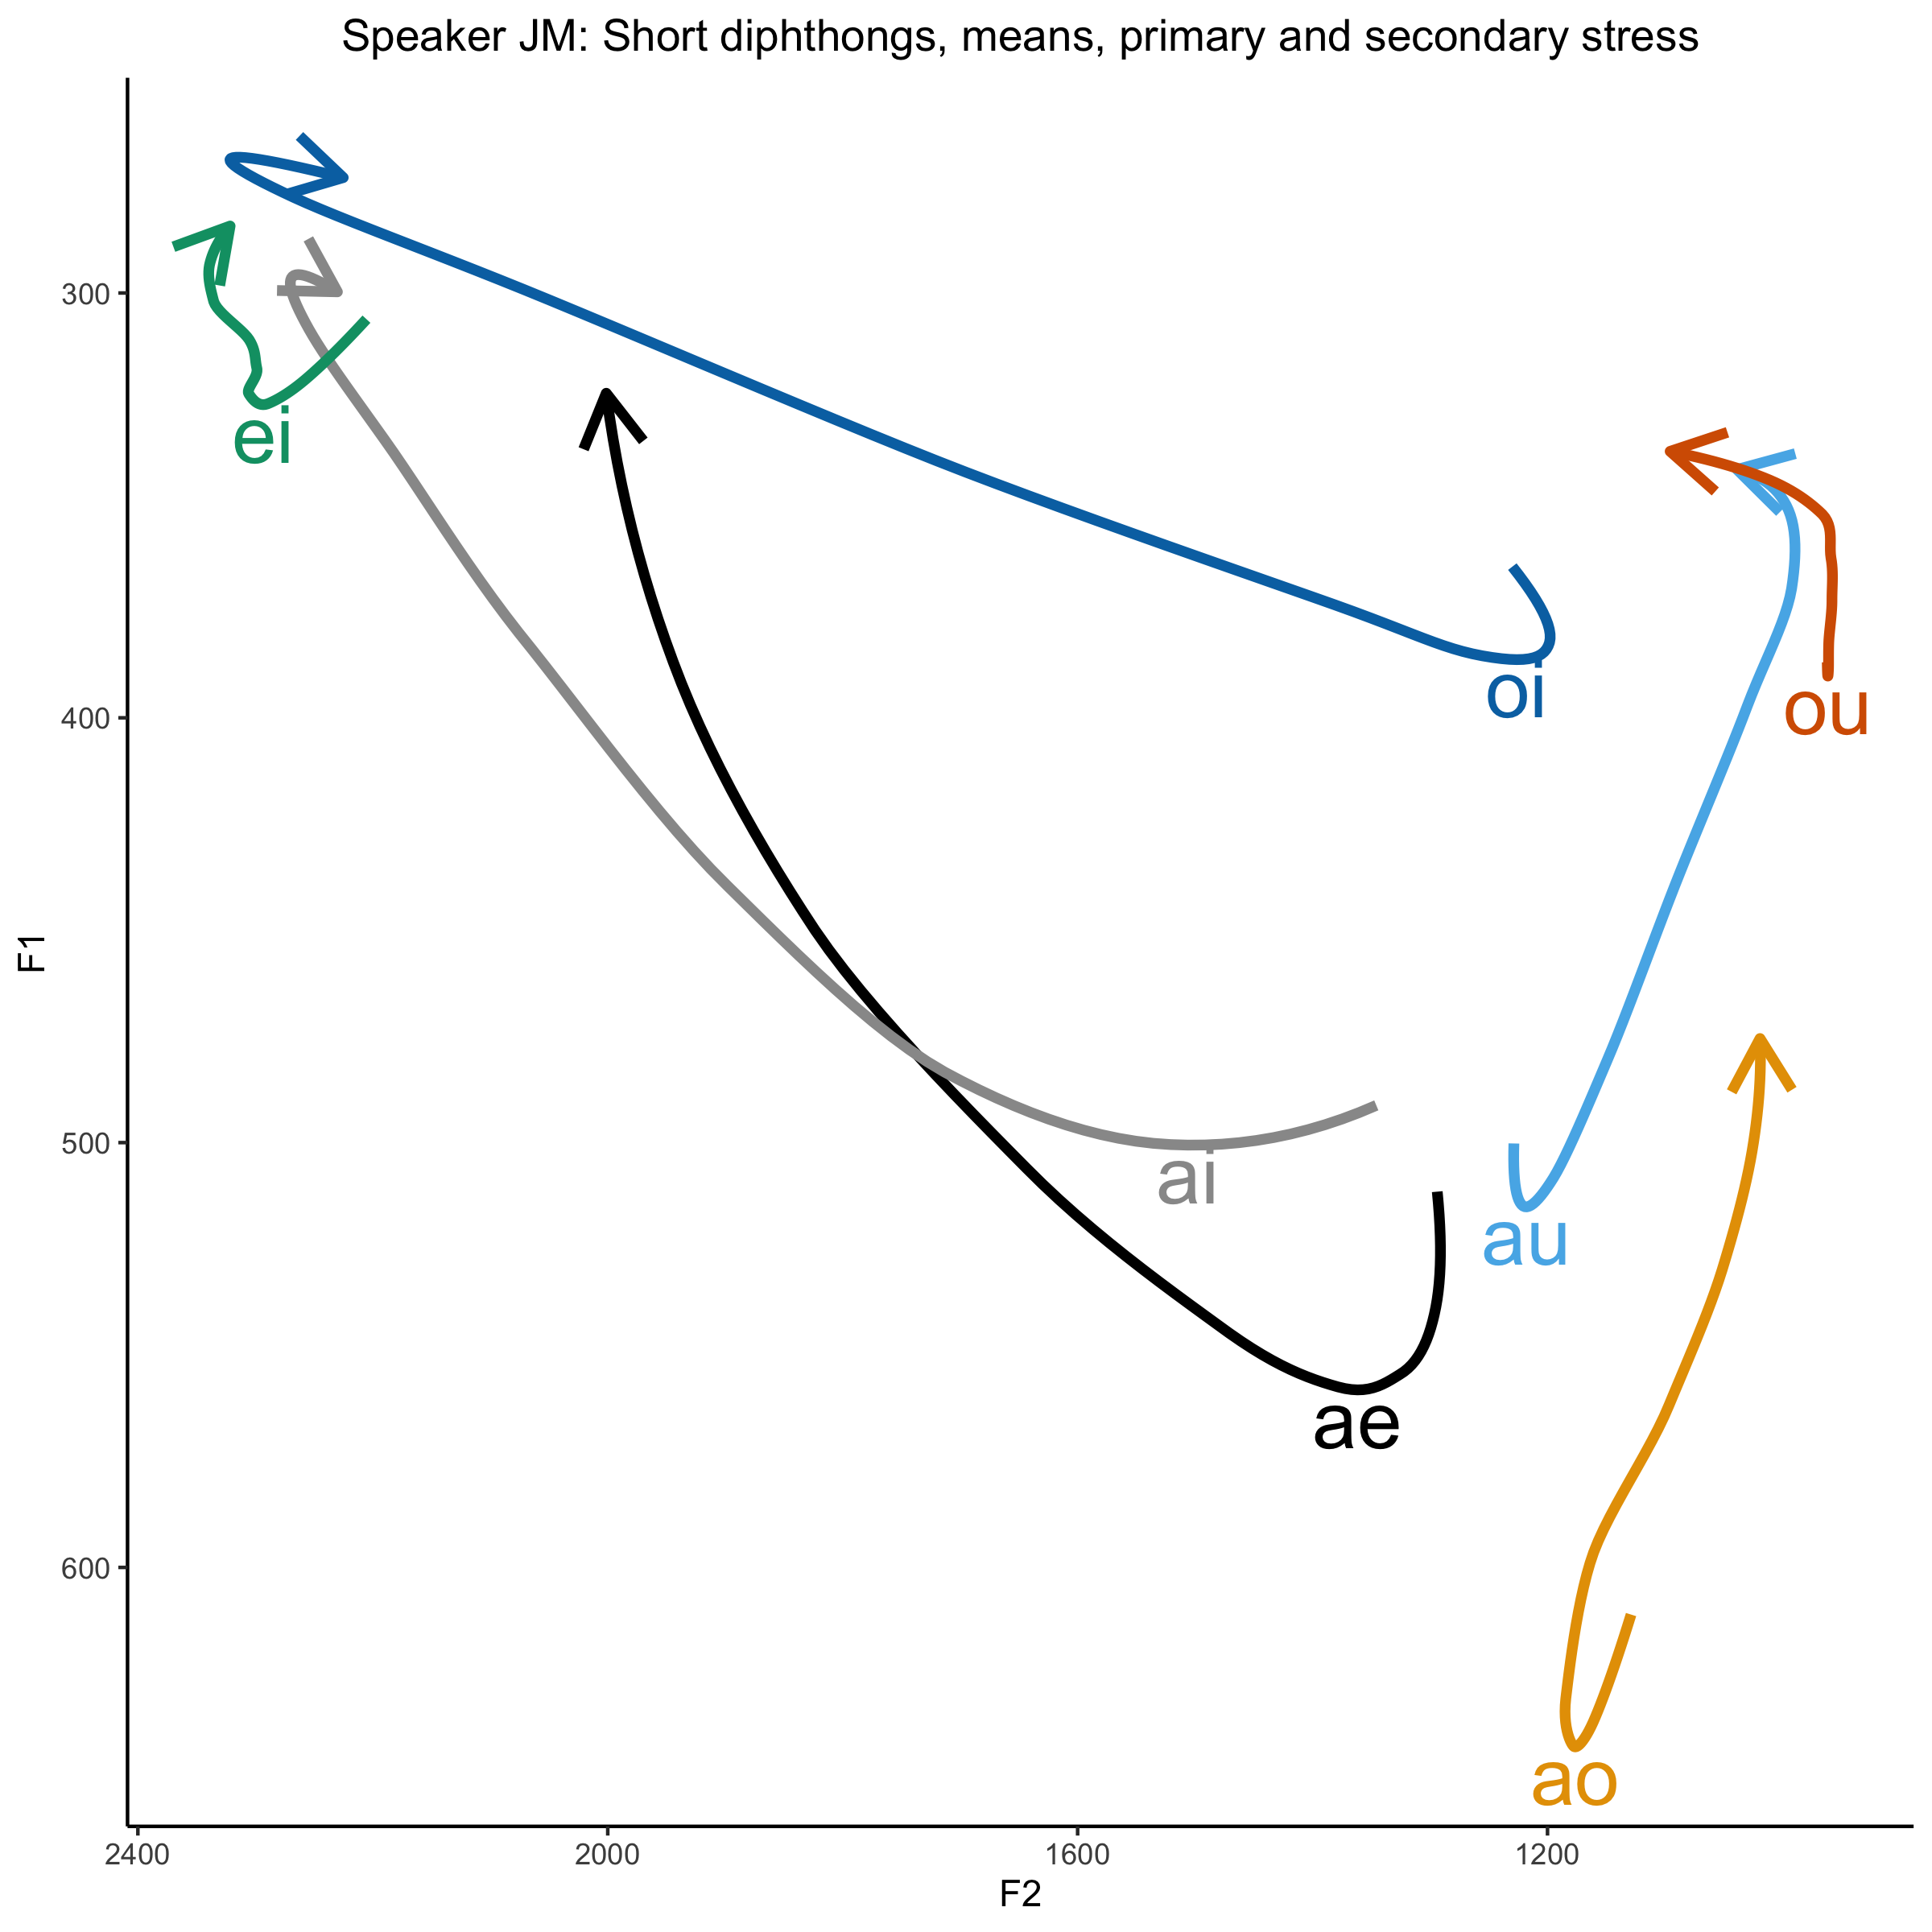 Speaker JM: Short diphthongs, means, primary and secondary stress
300
ei
400
oi
ou
F1
500
ai
au
ae
600
ao
2400
2000
1600
1200
F2